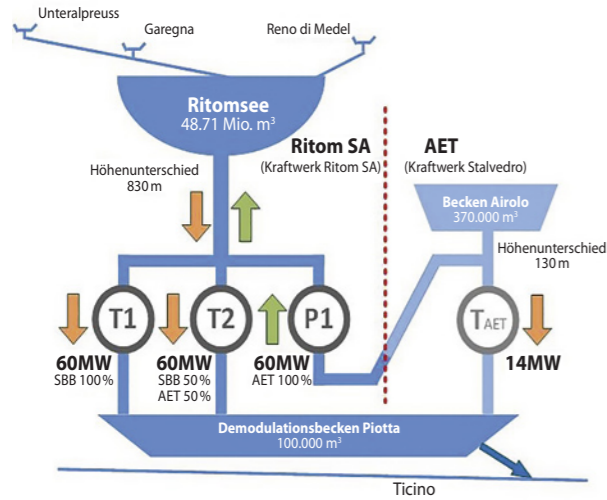 Unteralpreuss
Garegna
Reno di Medel
Ritomsee
48.71 Mio. m³
Ritom SA
(Kraftwerk Ritom SA)
AET
(Kraftwerk Stalvedro)
Höhenunterschied
830 m
Becken Airolo
370.000 m³
Höhenunterschied
130 m
T1
T2
P1
TAET
60MW
SBB 100 %
60MW
SBB 50 %
AET 50 %
60MW
AET 100 %
14MW
Demodulationsbecken Piotta
100.000 m³
Ticino